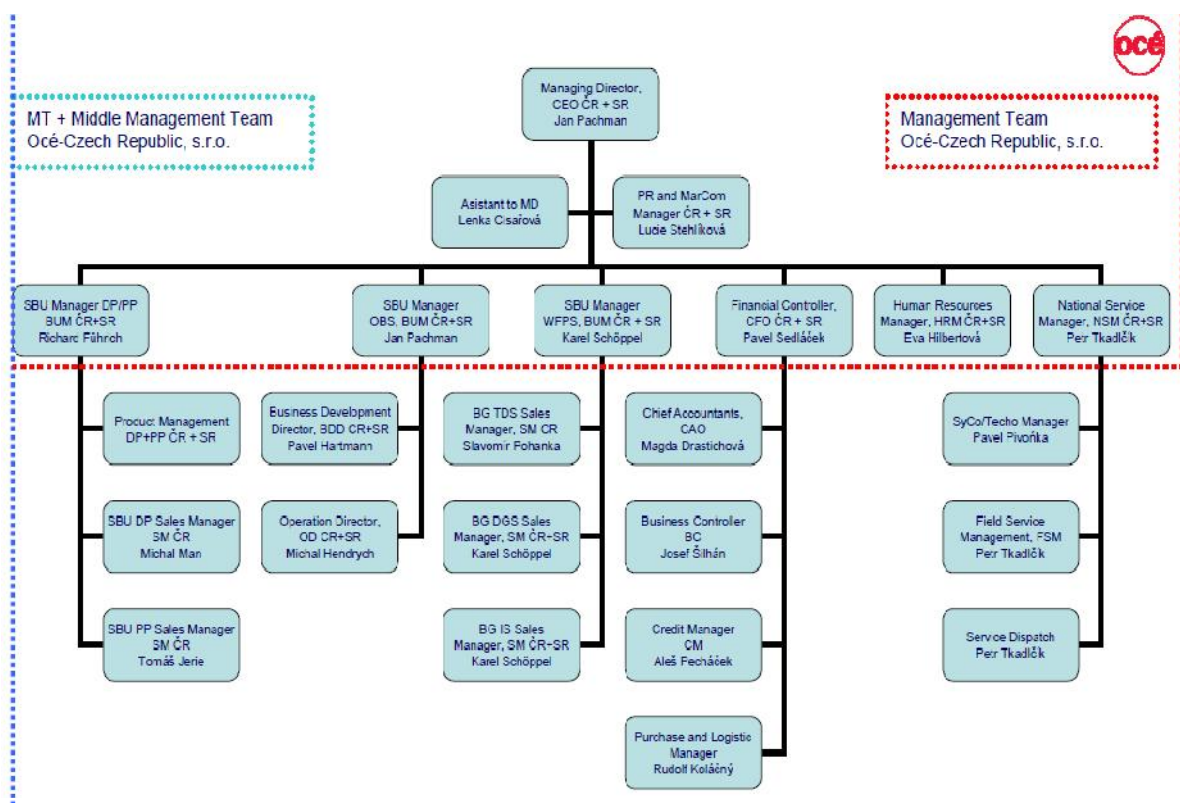 océ
MT + Middle Management Team
Océ-Czech Republic, s.r.o.
Managing Director,
CEO ČR + SR
Jan Pachman
Management Team
Océ-Czech Republic, s.r.o.
Asistant to MD
Lenka Cisařová
PR and MarCom
Manager ČR + SR
Lucie Stehlíková
SBU Manager DP/PP
BUM ČR+SR
Richard
SBU Manager
OBS, BUM ČR+SR
Jan Pachman
SBU Manager
WFPS, BUM ČR + SR
Karel Schöppel
Financial Controller,
CFO ČR + SR
Pavel Sedláček
Human Resources
Manager, HRM ČR+SR
Eva Hilbertová
National Service
Manager, NSM ČR+SR
Petr Tkadlčík
Product Management
DP+PP ČR + SR
SBU DP Sales Manager
SM ČR
Michal Man
SBU PP Sales Manager
SM ČR
Tomáš Jerie
Business Development
Director, BDD CR+SR
Pavel Hartmann
Operation Director,
OD CR+SR
Michal Hendrych
BG TDS Sales
Manager, SM CR
Slavomír Fohanka
BG DGS Sales
Manager, SM ČR+SR
Karel Schöppel
BG IS Sales
Manager, SM ČR+SR
Karel Schöppel
Chief Accountants,
CAO
Magda Drastichová
Business Controller
BC
Josef Šilhán
Credit Manager
CM
Aleš Fecháček
Purchase and Logistic
Manager
Rudolf Koláčný
SyCo/Techo Manager
Pavel Pivoňka
Field Service
Management, FSM
Petr Tkadlčík
Service Dispatch
Petr Tkadlčík